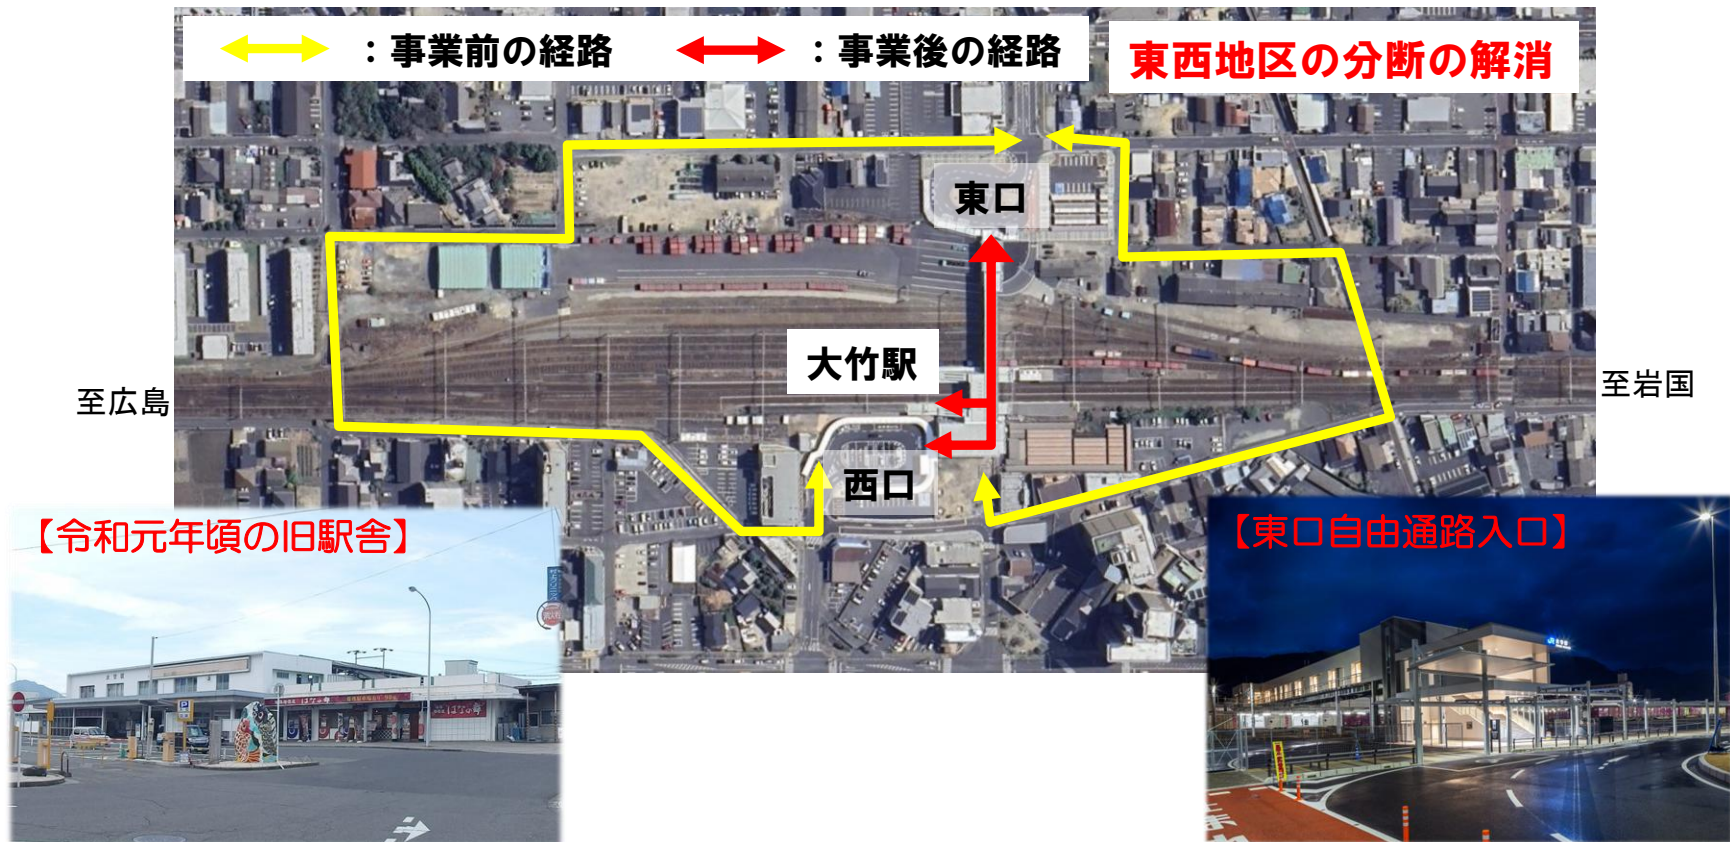 ：事業前の経路
：事業後の経路
東西地区の分断の解消
東口
大竹駅
至広島
至岩国
西口
【令和元年頃の旧駅舎】
【東口自由通路入口】